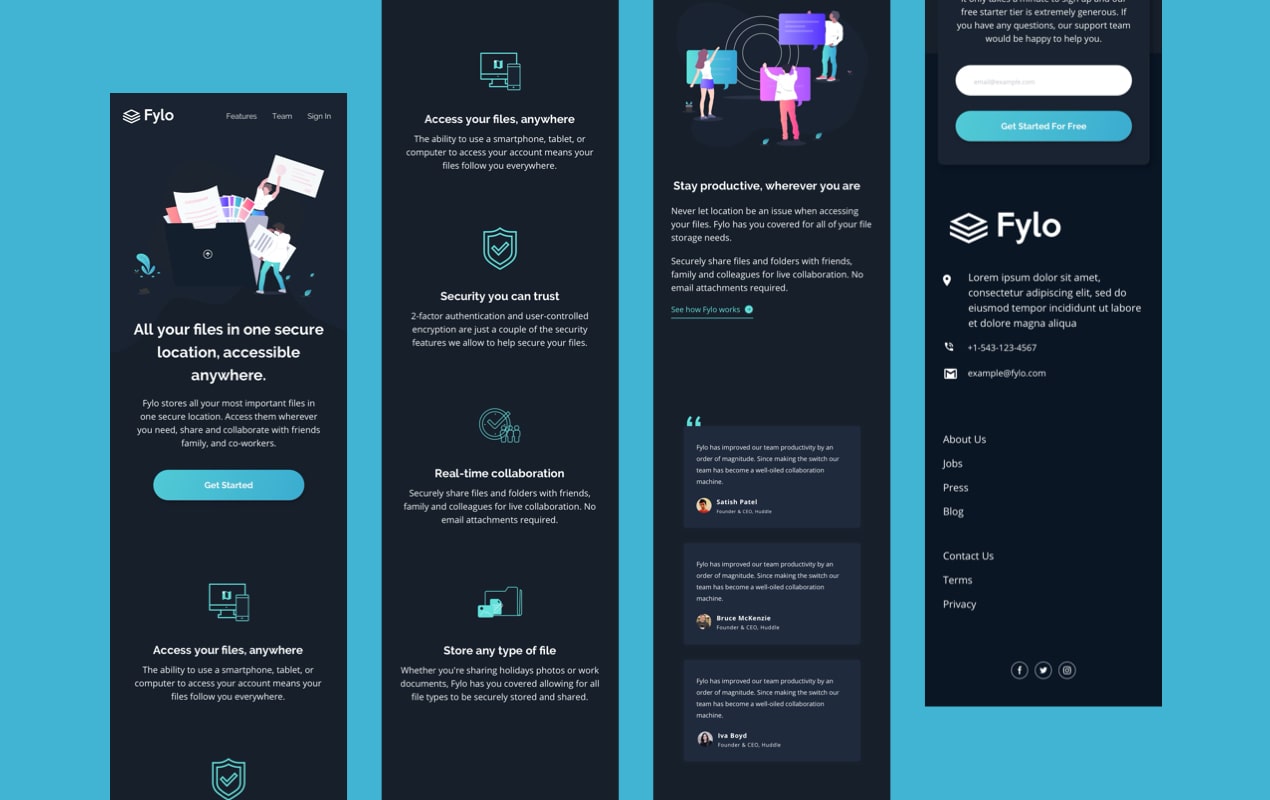 Fylo
Features Team Sign In
All your files in one secure
location, accessible
anywhere.
Fylo stores all your most important files in
one secure location. Access them wherever
you need, share and collaborate with friends
family, and co-workers.
Get Started
Access your files, anywhere
The ability to use a smartphone, tablet, or
computer to access your account means your
files follow you everywhere.
Access your files, anywhere
The ability to use a smartphone, tablet, or
computer to access your account means your
files follow you everywhere.
Security you can trust
2-factor authentication and user-controlled
encryption are just a couple of the security
features we allow to help secure your files.
Real-time collaboration
Securely share files and folders with friends,
family and colleagues for live collaboration. No
email attachments required.
Store any type of file
Whether you're sharing holidays photos or work
documents, Fylo has you covered allowing for all
file types to be securely stored and shared.
Stay productive, wherever you are
Never let location be an issue when accessing
your files. Fylo has you covered for all of your file
storage needs.
Securely share files and folders with friends,
family and colleagues for live collaboration. No
email attachments required.
See how Fylo works
“
Fylo has improved our team productivity by an
order of magnitude. Since making the switch our
team has become a well-oiled collaboration
machine.
Satish Patel
Founder & CEO, Huddle
Fylo has improved our team productivity by an
order of magnitude. Since making the switch our
team has become a well-oiled collaboration
machine.
Bruce McKenzie
Founder & CEO, Huddle
Fylo has improved our team productivity by an
order of magnitude. Since making the switch our
team has become a well-oiled collaboration
machine.
Iva Boyd
Founder & CEO, Huddle
It only takes a minute to sign up and our
free starter tier is extremely generous. If
you have any questions, our support team
would be happy to help you.
email@example.com
Get Started For Free
Fylo
Lorem ipsum dolor sit amet,
consectetur adipiscing elit, sed do
eiusmod tempor incididunt ut labore
et dolore magna aliqua
+1-543-123-4567
example@fylo.com
About Us
Jobs
Press
Blog
Contact Us
Terms
Privacy